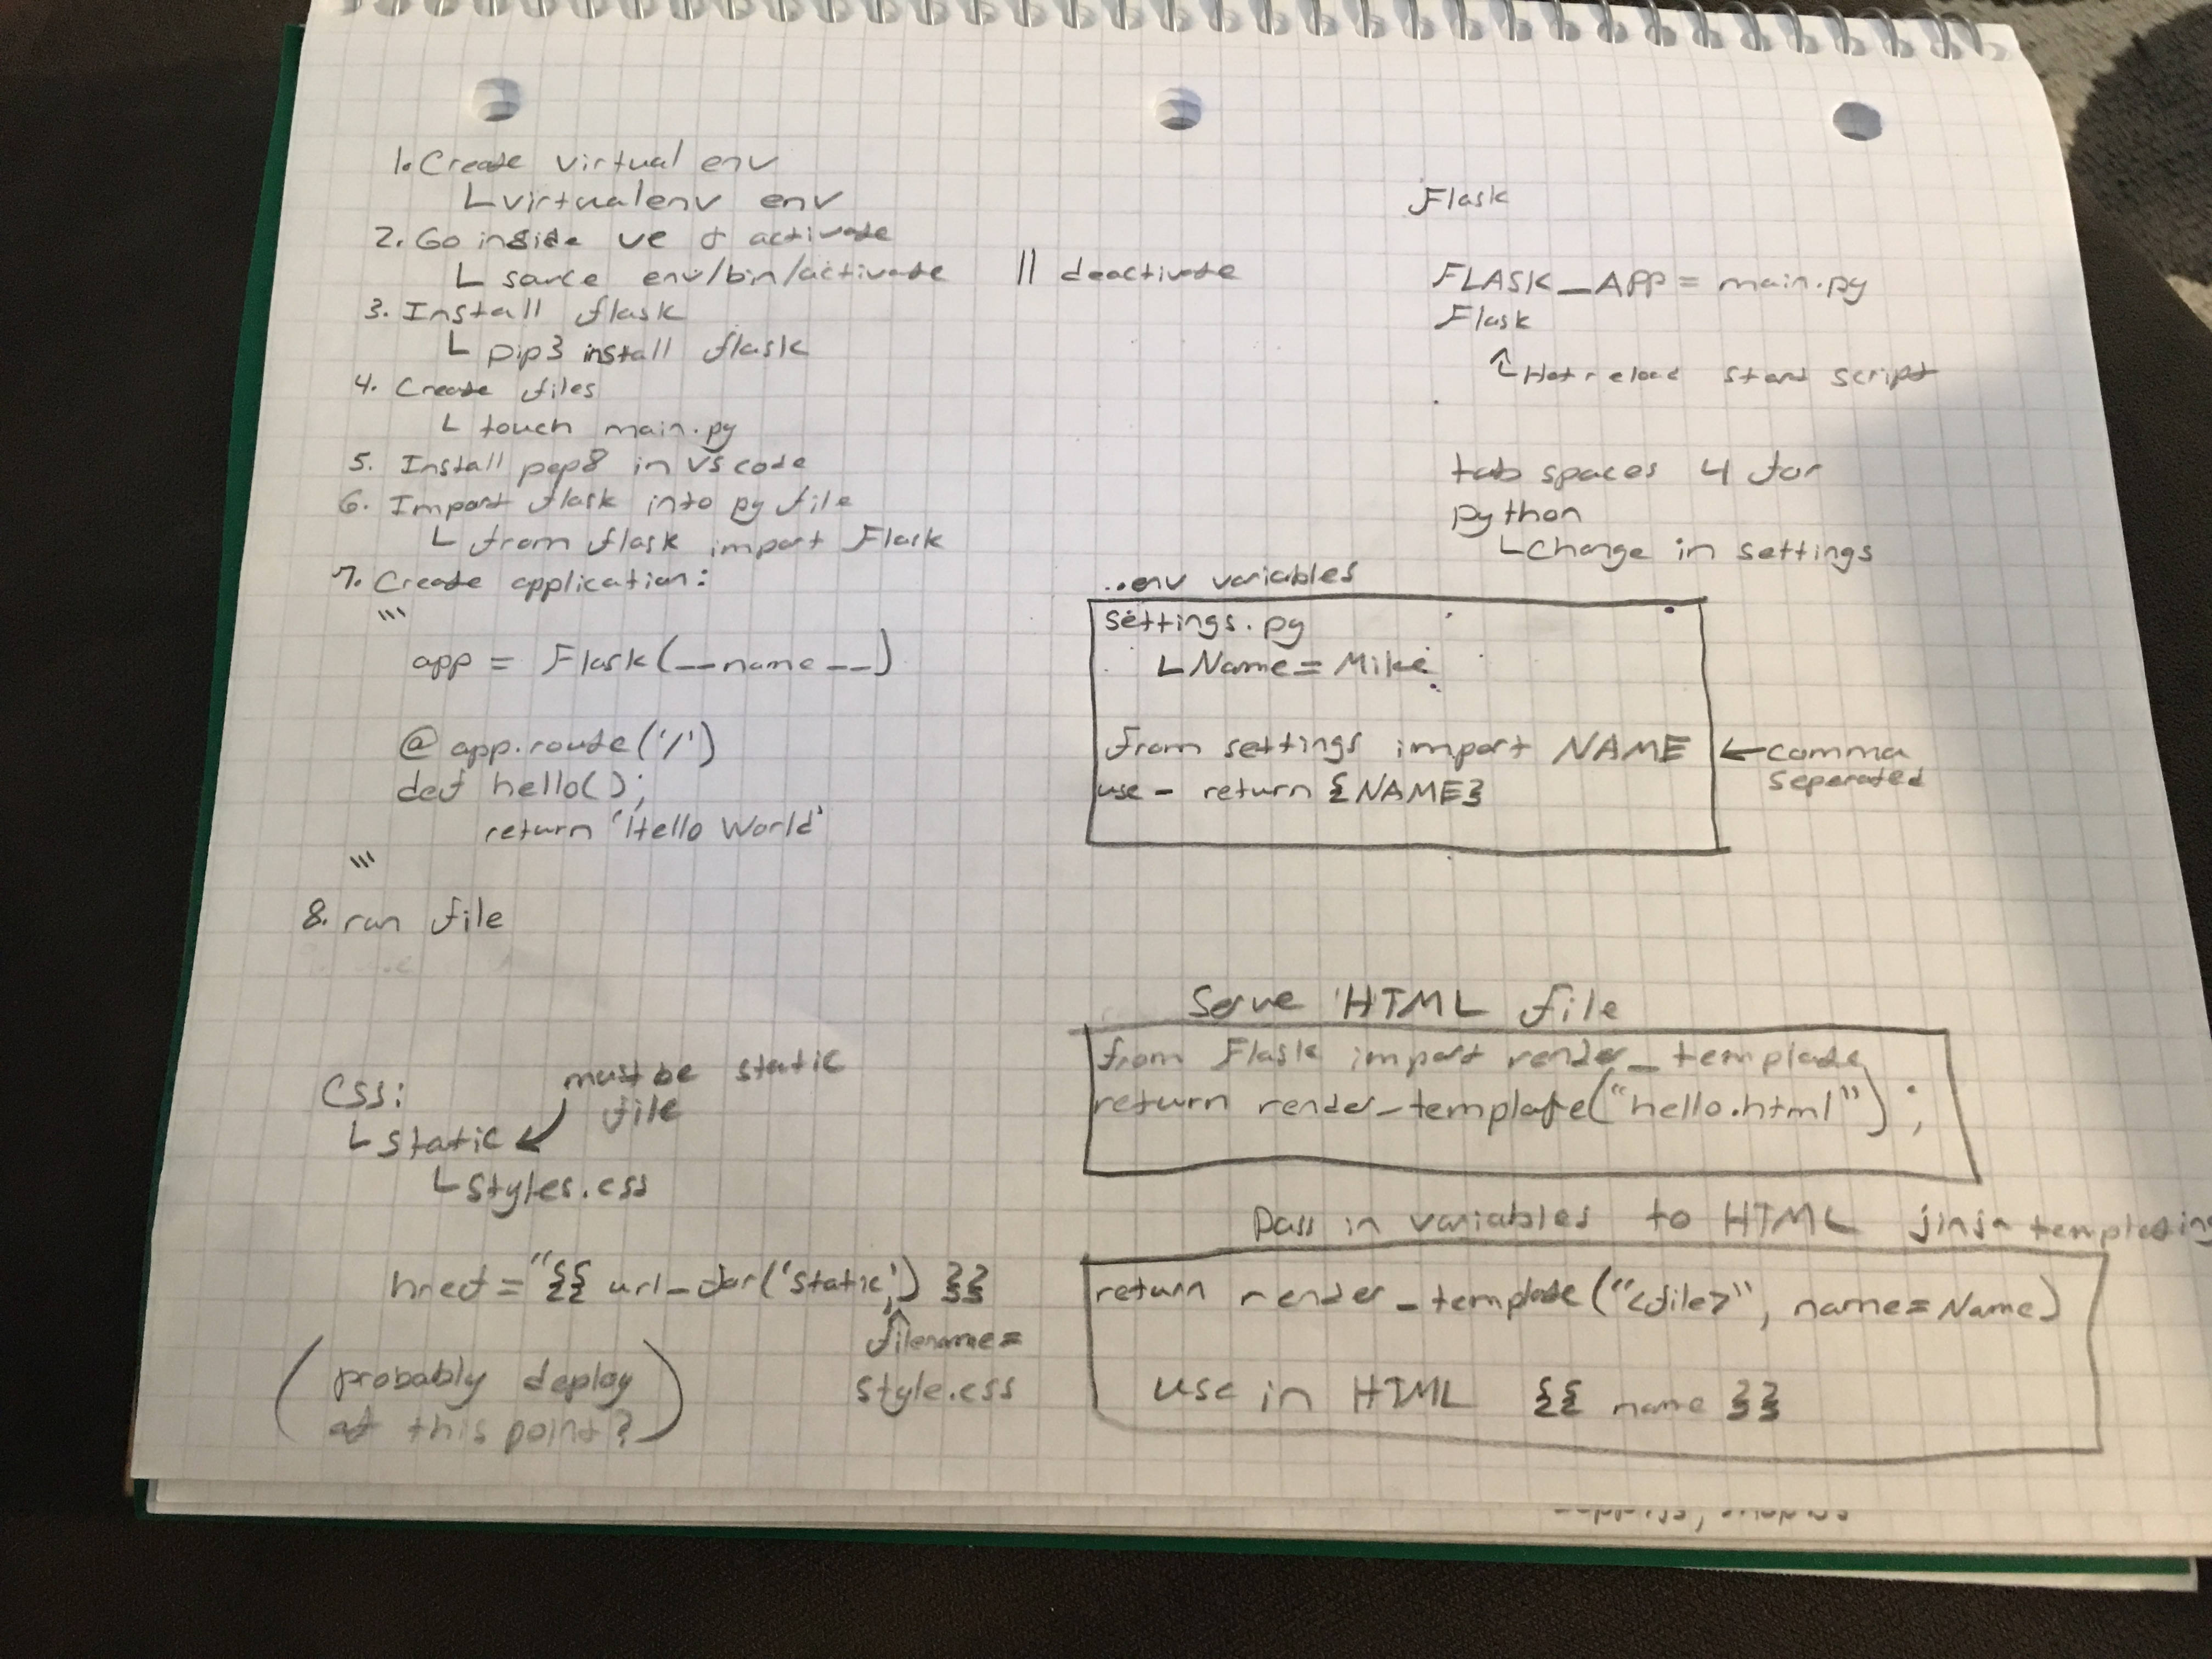 Flask
1. Create virtual env
└ virtualenv env
2. Go inside ve & activate
└ source env/bin/activate || deactivate
3. Install flask
└ pip3 install flask
4. Create files
└ touch main.py
5. Install pep8 in vs code
6. Import flask into py file
└ from flask import Flask
7. Create application:
"""
app = Flask(__name__)
@app.route('/')
def hello():
return 'Hello World'
"""
8. run file
CSS: must be static
└ static ↙ file
└ styles.css
href = "{{ url_for('static') }}
, filename=
style.css
(probably deploy
at this point?)
FLASK_APP = main.py
Flask
↑ Hot reload start script
tab spaces 4 for
python
└ change in settings
..env variables
settings.py
└ Name = Mike
from settings import NAME ← comma
seperated
use - return {NAME}
Serve HTML file
from Flask import render_template
return render_template("hello.html");
Pass in variables to HTML jinja templating
return render_template("<file>", name=Name)
use in HTML {{ name }}